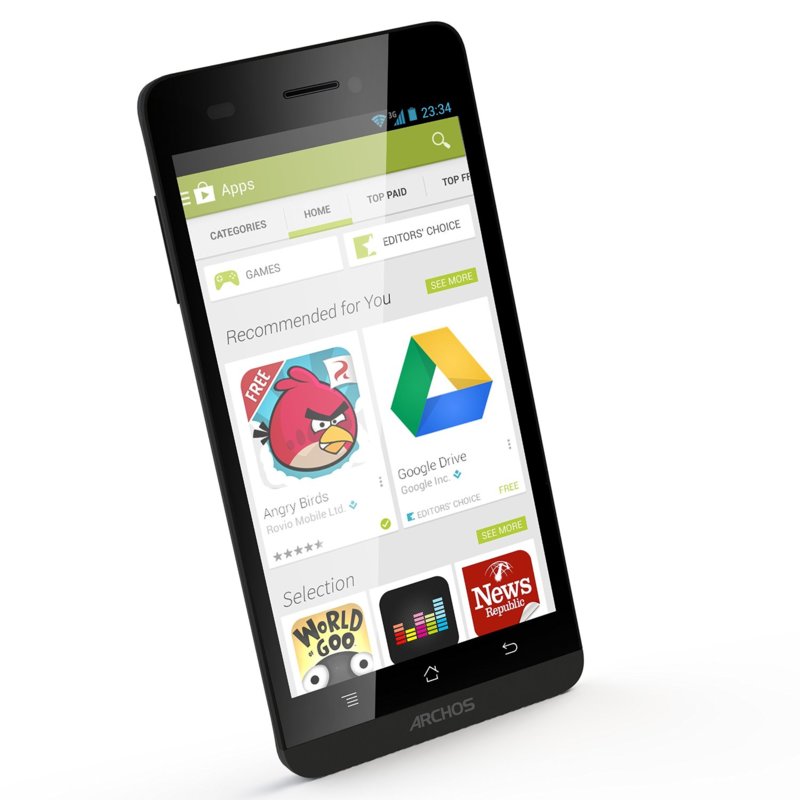 3G 23:34
Apps
CATEGORIES HOME TOP PAID TOP FR
GAMES EDITORS' CHOICE
Recommended for You SEE MORE
FREE
Angry Birds
Rovio Mobile Ltd.
Google Drive
Google Inc.
EDITORS' CHOICE FREE
Selection SEE MORE
WORLD
of GOO
News
Republic
ARCHOS